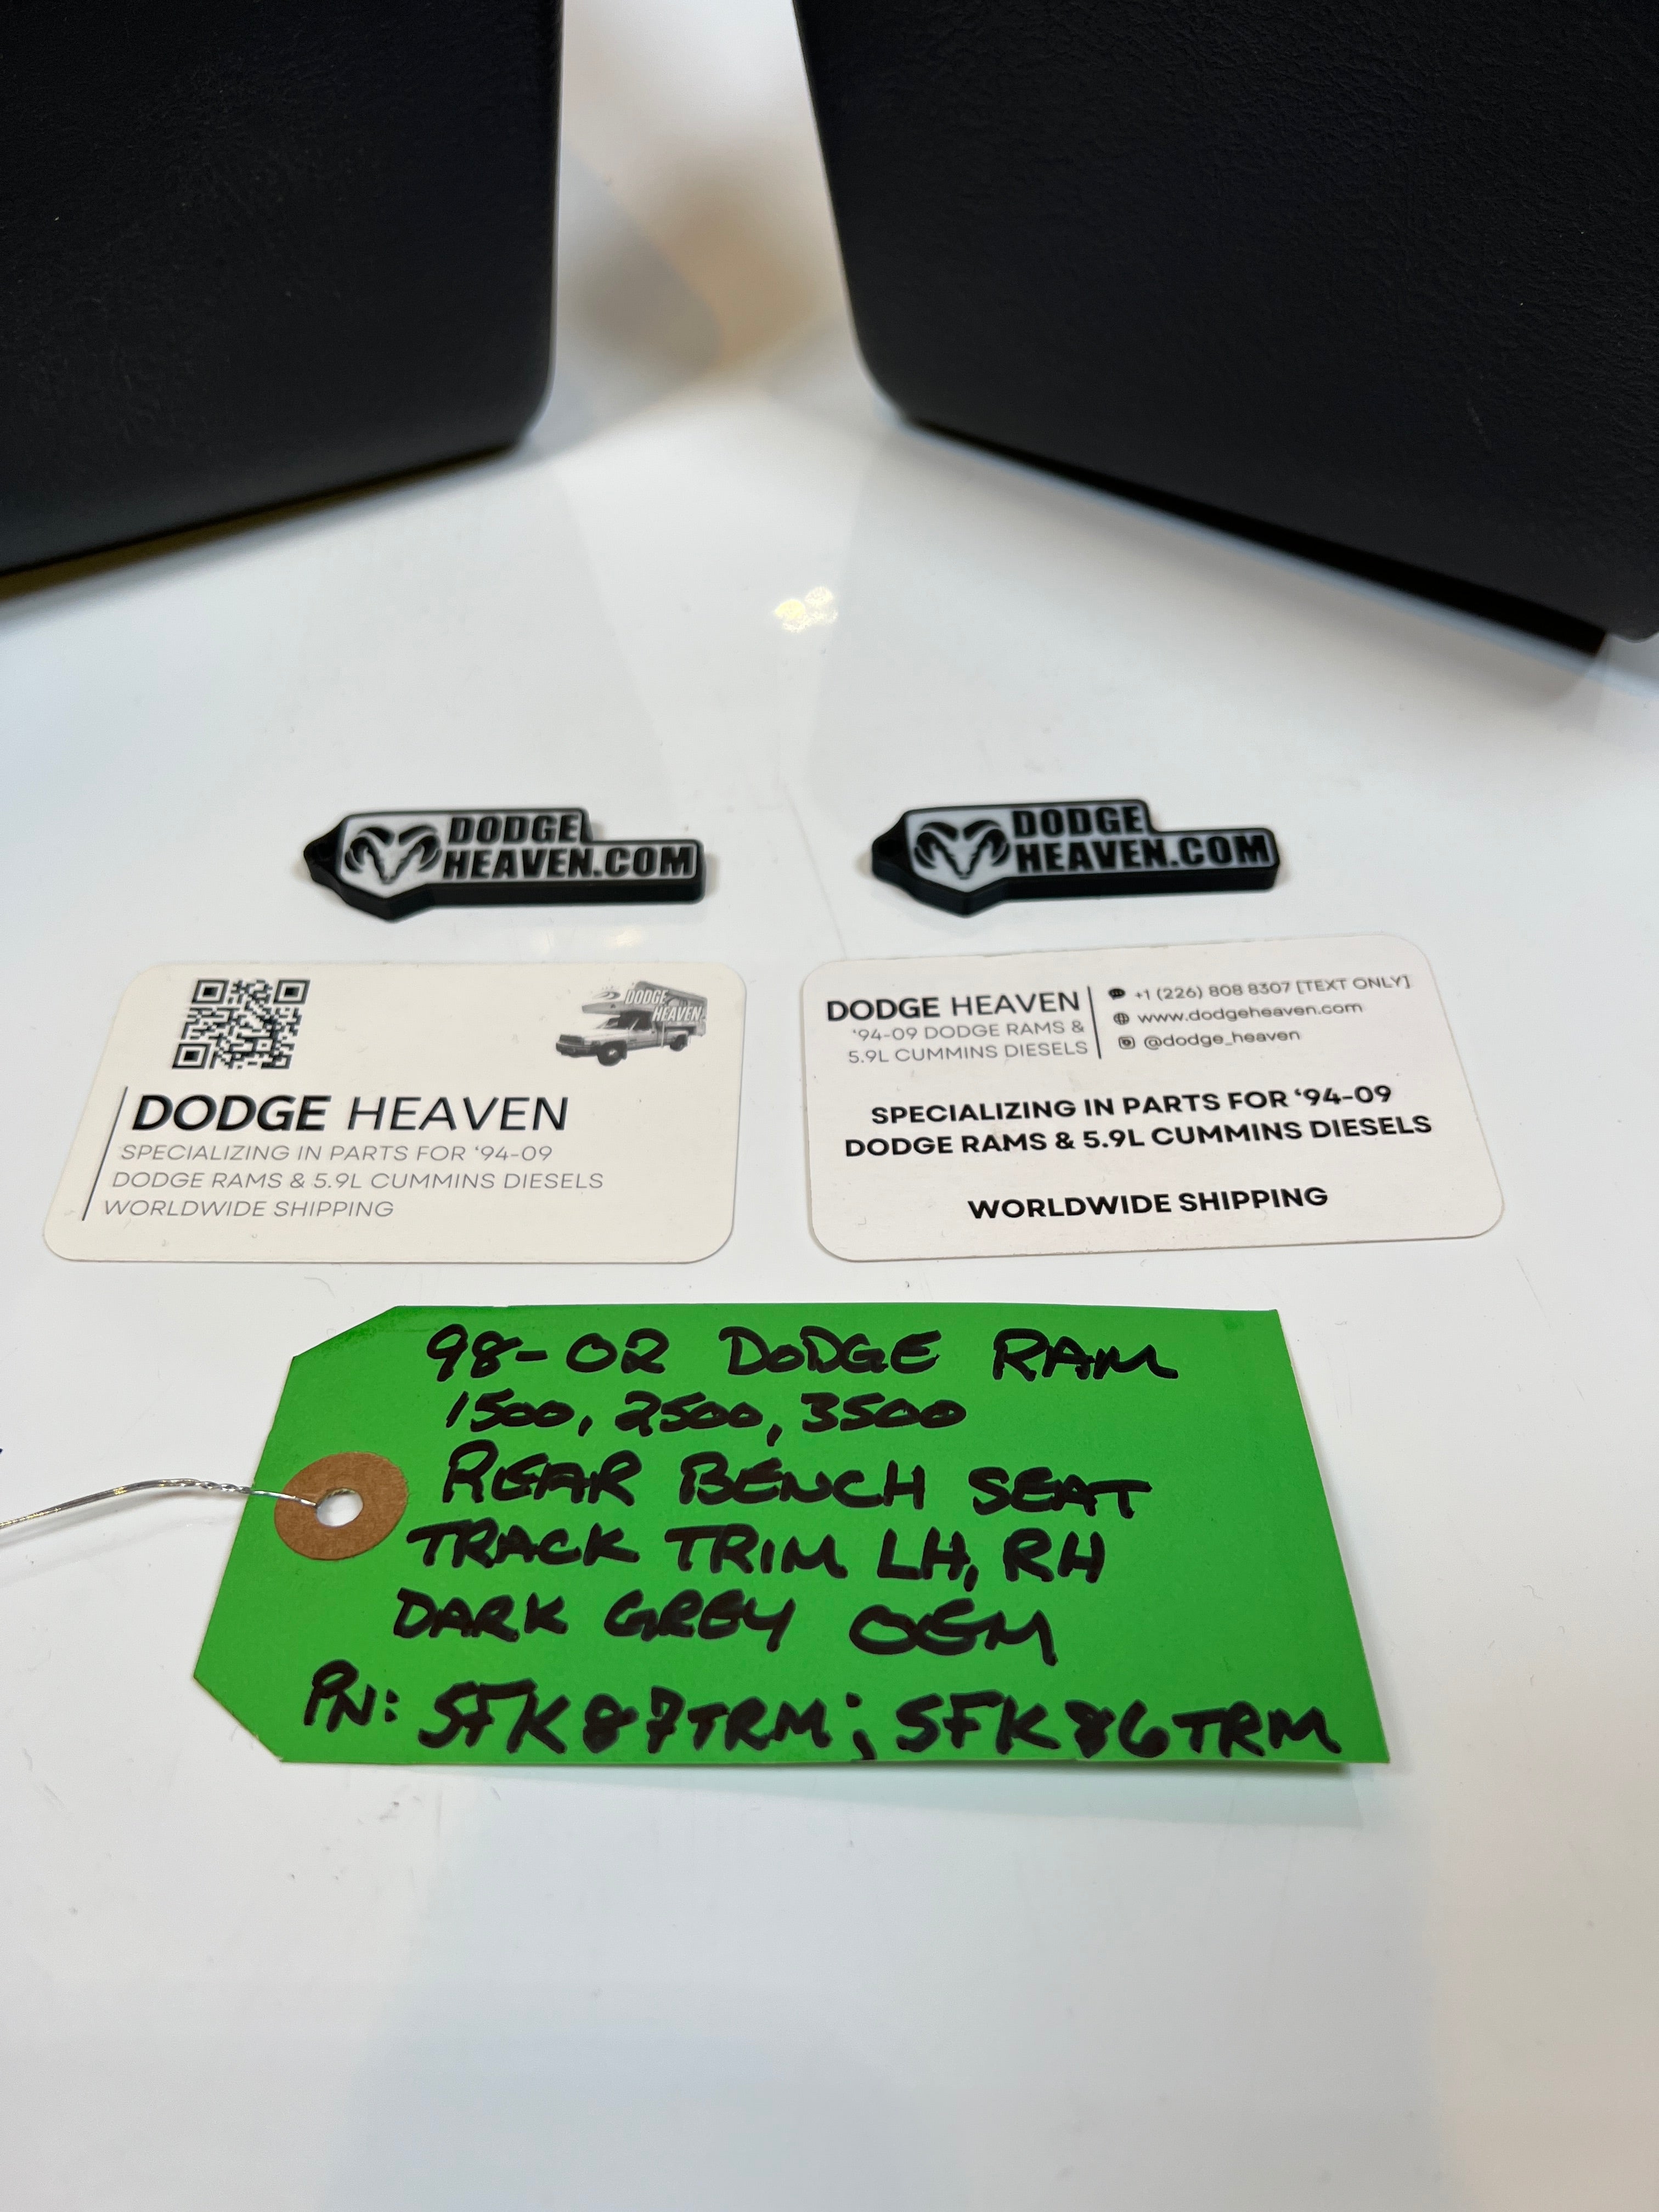 DODGE
HEAVEN.COM
DODGE
HEAVEN.COM
DODGE
HEAVEN
DODGE HEAVEN
SPECIALIZING IN PARTS FOR ‘94-09
DODGE RAMS & 5.9L CUMMINS DIESELS
WORLDWIDE SHIPPING
DODGE HEAVEN
‘94-09 DODGE RAMS &
5.9L CUMMINS DIESELS
+1 (226) 808 8307 [TEXT ONLY]
www.dodgeheaven.com
@dodge_heaven
SPECIALIZING IN PARTS FOR ‘94-09
DODGE RAMS & 5.9L CUMMINS DIESELS
WORLDWIDE SHIPPING
98-02 DODGE RAM
1500, 2500, 3500
REAR BENCH SEAT
TRACK TRIM LH, RH
DARK GREY OEM
PN: SFK87TRM; SFK86TRM